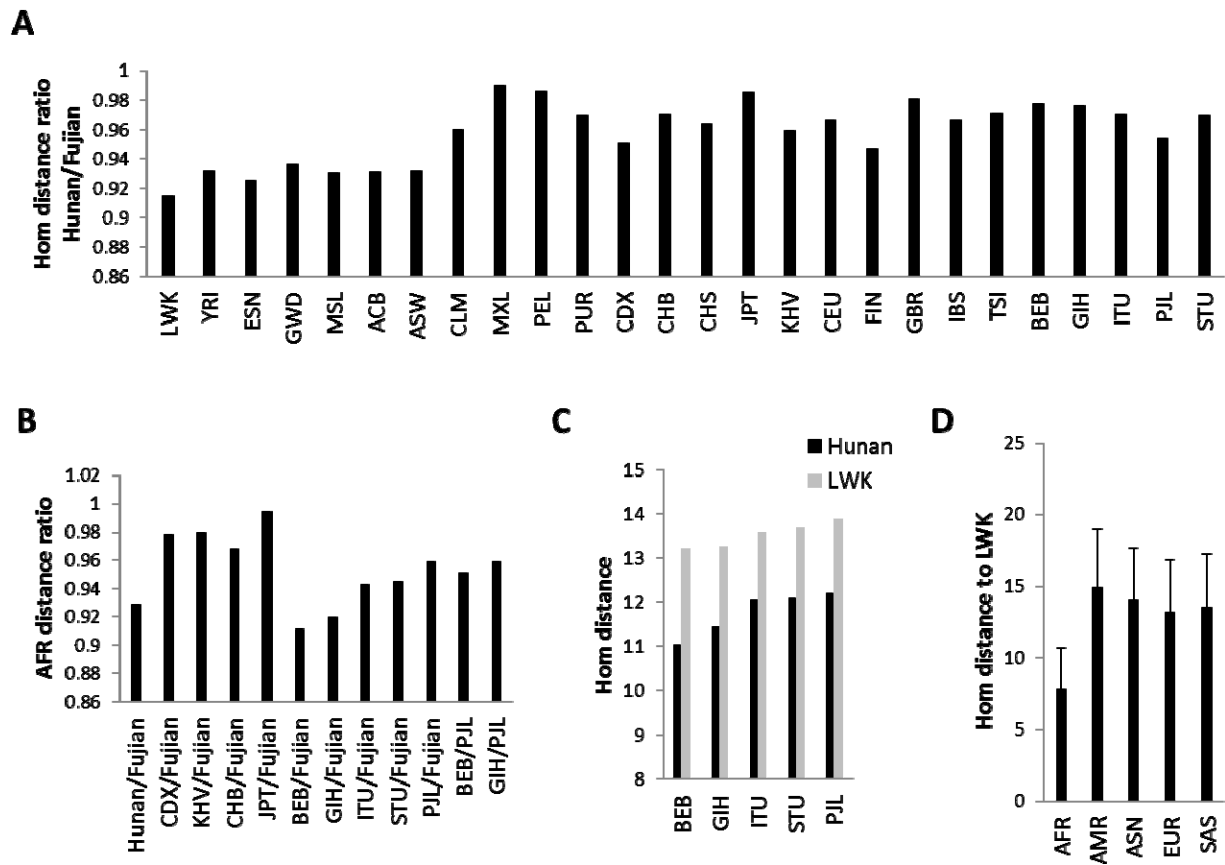 A
Hom distance ratio
Hunan/Fujian
1
0.98
0.96
0.94
0.92
0.9
0.88
0.86
LWK
YRI
ESN
GWD
MSL
ACB
ASW
CLM
MXL
PEL
PUR
CDX
CHB
CHS
JPT
KHV
CEU
FIN
GBR
IBS
TSI
BEB
GIH
ITU
PJL
STU
B
AFR distance ratio
1.02
1
0.98
0.96
0.94
0.92
0.9
0.88
0.86
Hunan/Fujian
CDX/Fujian
KHV/Fujian
CHB/Fujian
JPT/Fujian
BEB/Fujian
GIH/Fujian
ITU/Fujian
STU/Fujian
PJL/Fujian
BEB/PJL
GIH/PJL
C
Hunan
LWK
Hom distance
15
14
13
12
11
10
9
8
BEB
GIH
ITU
STU
PJL
D
Hom distance to LWK
25
20
15
10
5
0
AFR
AMR
ASN
EUR
SAS